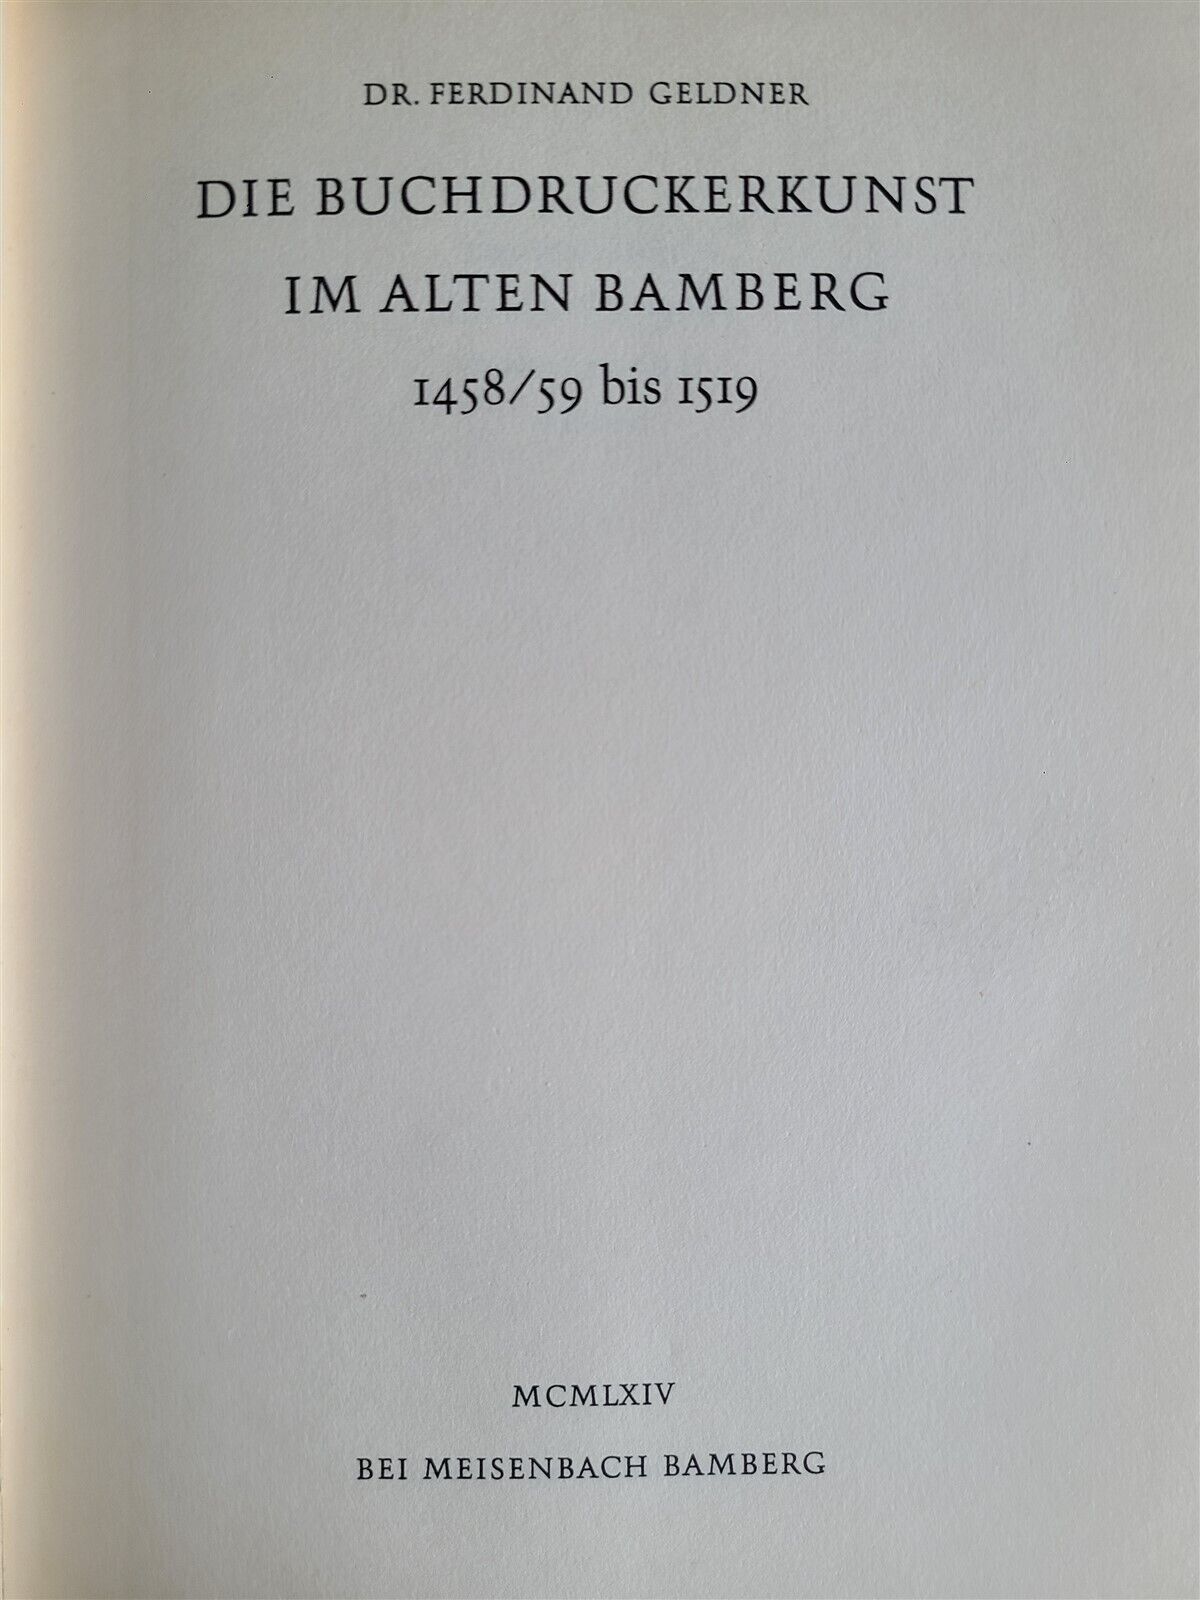 DR. FERDINAND GELDNER
DIE BUCHDRUCKERKUNST
IM ALTEN BAMBERG
1458/59 bis 1519
MCMLXIV
BEI MEISENBACH BAMBERG